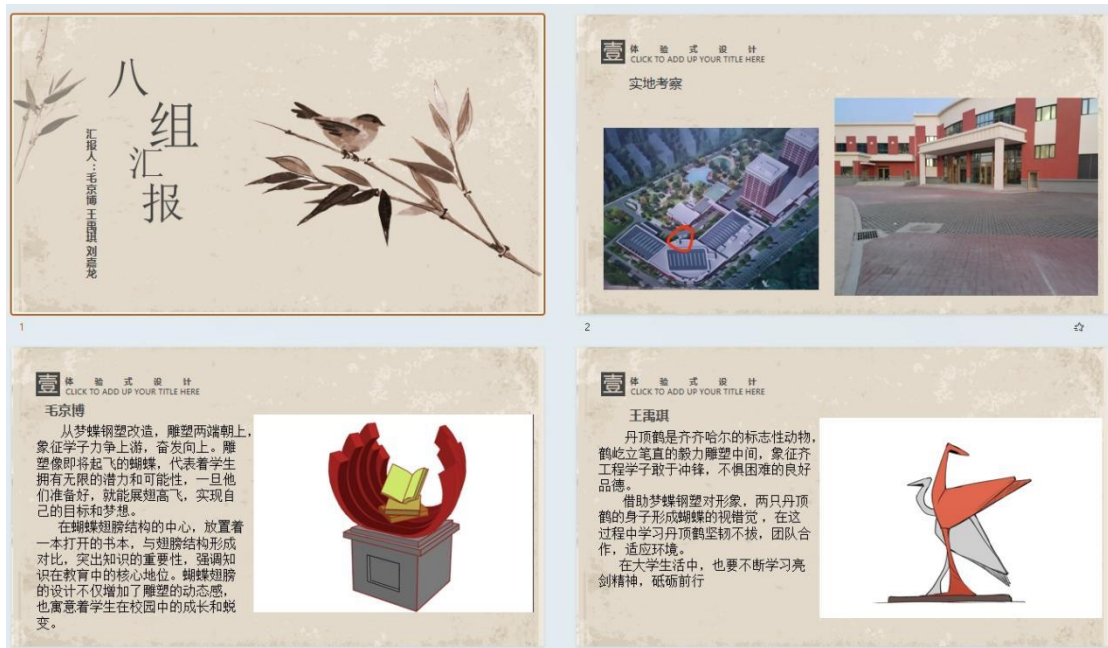 八
组
汇
报
汇报人：毛京博 王禹琪 刘嘉龙
1
壹 体 验 式 设 计
CLICK TO ADD UP YOUR TITLE HERE
实地考察
2
壹 体 验 式 设 计
CLICK TO ADD UP YOUR TITLE HERE
毛京博
从梦蝶钢塑改造，雕塑两端朝上，
象征学子力争上游，奋发向上。雕
塑像即将起飞的蝴蝶，代表着学生
拥有无限的潜力和可能性，一旦他
们准备好，就能展翅高飞，实现自
己的目标和梦想。
在蝴蝶翅膀结构的中心，放置着
一本打开的书本，与翅膀结构形成
对比，突出知识的重要性，强调知
识在教育中的核心地位。蝴蝶翅膀
的设计不仅增加了雕塑的动态感，
也寓意着学生在校园中的成长和蜕
变。
壹 体 验 式 设 计
CLICK TO ADD UP YOUR TITLE HERE
王禹琪
丹顶鹤是齐齐哈尔的标志性动物，
鹤屹立笔直的毅力雕塑中间，象征齐
工程学子敢于冲锋，不惧困难的良好
品德。
借助梦蝶钢塑对形象，两只丹顶
鹤的身子形成蝴蝶的视错觉，在这
过程中学习丹顶鹤坚韧不拔，团队合
作，适应环境。
在大学生活中，也要不断学习亮
剑精神，砥砺前行